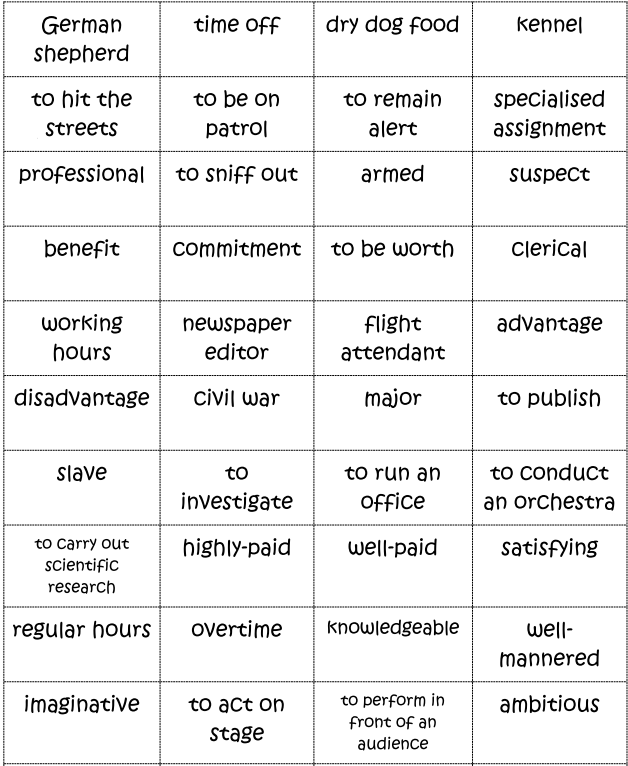 German
shepherd
time off
dry dog food
kennel
to hit the
streets
to be on
patrol
to remain
alert
specialised
assignment
professional
to sniff out
armed
suspect
benefit
commitment
to be worth
clerical
working
hours
newspaper
editor
flight
attendant
advantage
disadvantage
civil war
major
to publish
slave
to
investigate
to run an
office
to conduct
an orchestra
to carry out
scientific
research
highly-paid
well-paid
satisfying
regular hours
overtime
knowledgeable
well-
mannered
imaginative
to act on
stage
to perform in
front of an
audience
ambitious